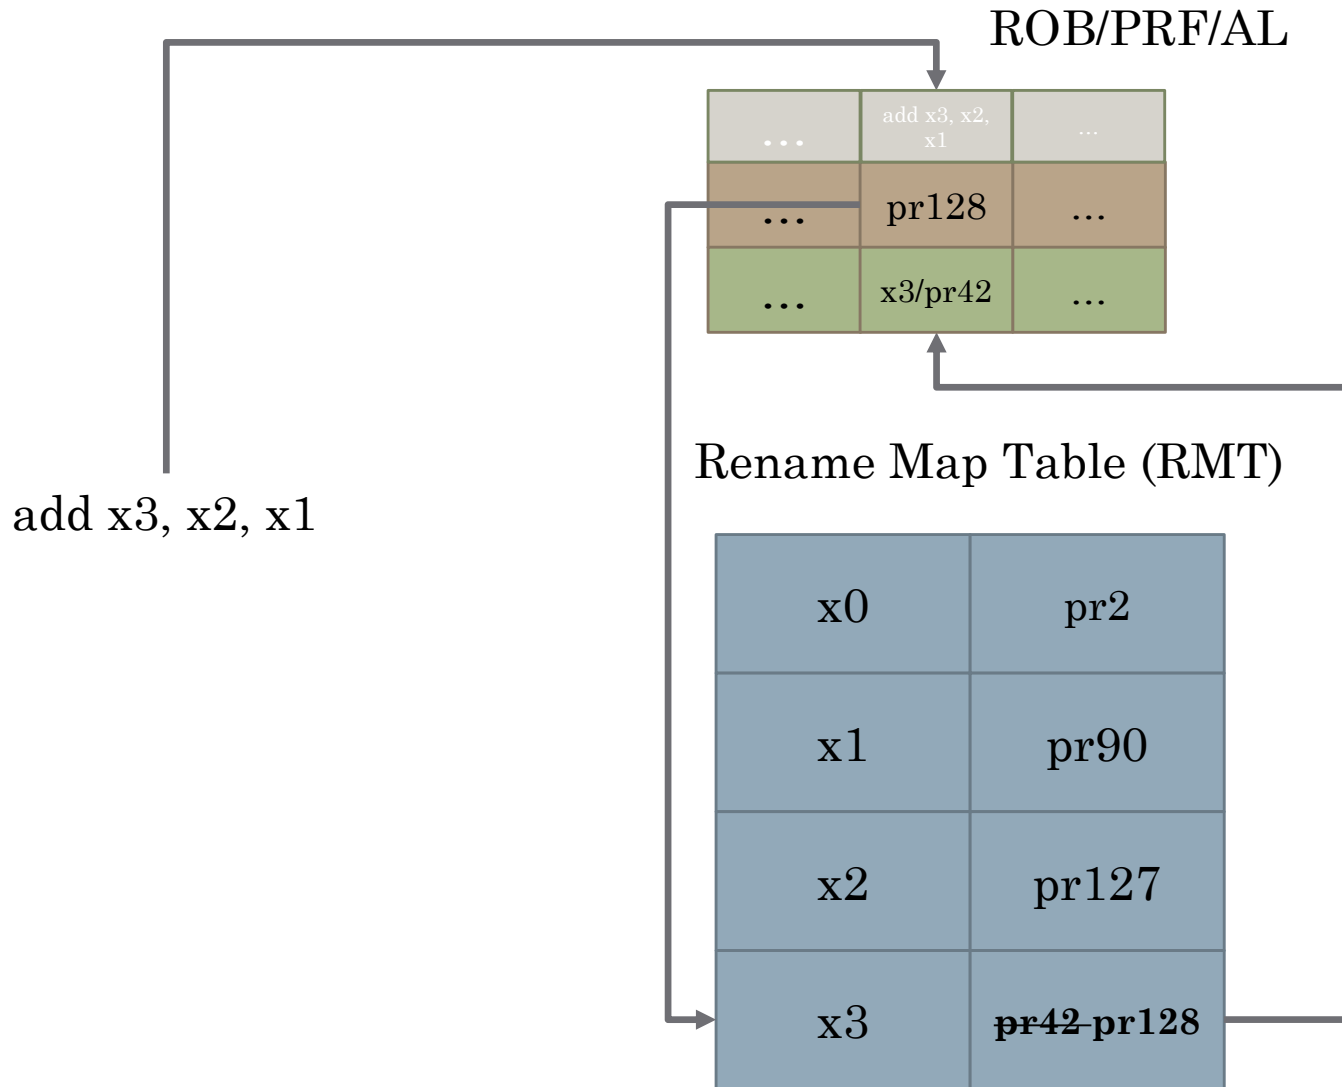 ROB/PRF/AL
... add x3, x2, ...
x1
... pr128 ...
... x3/pr42 ...
Rename Map Table (RMT)
add x3, x2, x1
x0 pr2
x1 pr90
x2 pr127
x3 pr42 pr128